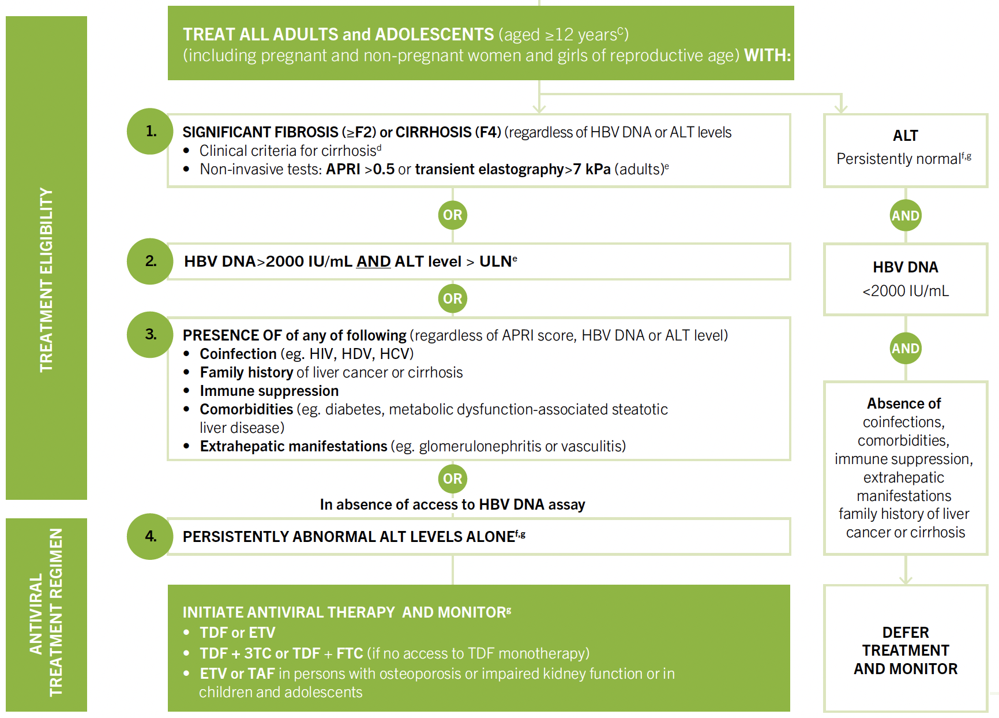 TREATMENT ELIGIBILITY
TREAT ALL ADULTS and ADOLESCENTS (aged ≥12 yearsᶜ)
(including pregnant and non-pregnant women and girls of reproductive age) WITH:
1.
SIGNIFICANT FIBROSIS (≥F2) or CIRRHOSIS (F4) (regardless of HBV DNA or ALT levels
• Clinical criteria for cirrhosisᵈ
• Non-invasive tests: APRI >0.5 or transient elastography>7 kPa (adults)ᵉ
OR
2.
HBV DNA>2000 IU/mL AND ALT level > ULNᵉ
OR
3.
PRESENCE OF of any of following (regardless of APRI score, HBV DNA or ALT level)
• Coinfection (eg. HIV, HDV, HCV)
• Family history of liver cancer or cirrhosis
• Immune suppression
• Comorbidities (eg. diabetes, metabolic dysfunction-associated steatotic
liver disease)
• Extrahepatic manifestations (eg. glomerulonephritis or vasculitis)
OR
In absence of access to HBV DNA assay
4.
PERSISTENTLY ABNORMAL ALT LEVELS ALONEᶠ,ᵍ
ALT
Persistently normalᶠ,ᵍ
AND
HBV DNA
<2000 IU/mL
AND
Absence of
coinfections,
comorbidities,
immune suppression,
extrahepatic
manifestations
family history of liver
cancer or cirrhosis
ANTIVIRAL
TREATMENT REGIMEN
INITIATE ANTIVIRAL THERAPY AND MONITORᵍ
• TDF or ETV
• TDF + 3TC or TDF + FTC (if no access to TDF monotherapy)
• ETV or TAF in persons with osteoporosis or impaired kidney function or in
children and adolescents
DEFER
TREATMENT
AND MONITOR